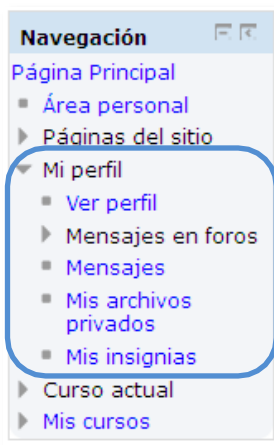 Navegación
Página Principal
Área personal
Páginas del sitio
Mi perfil
Ver perfil
Mensajes en foros
Mensajes
Mis archivos
privados
Mis insignias
Curso actual
Mis cursos